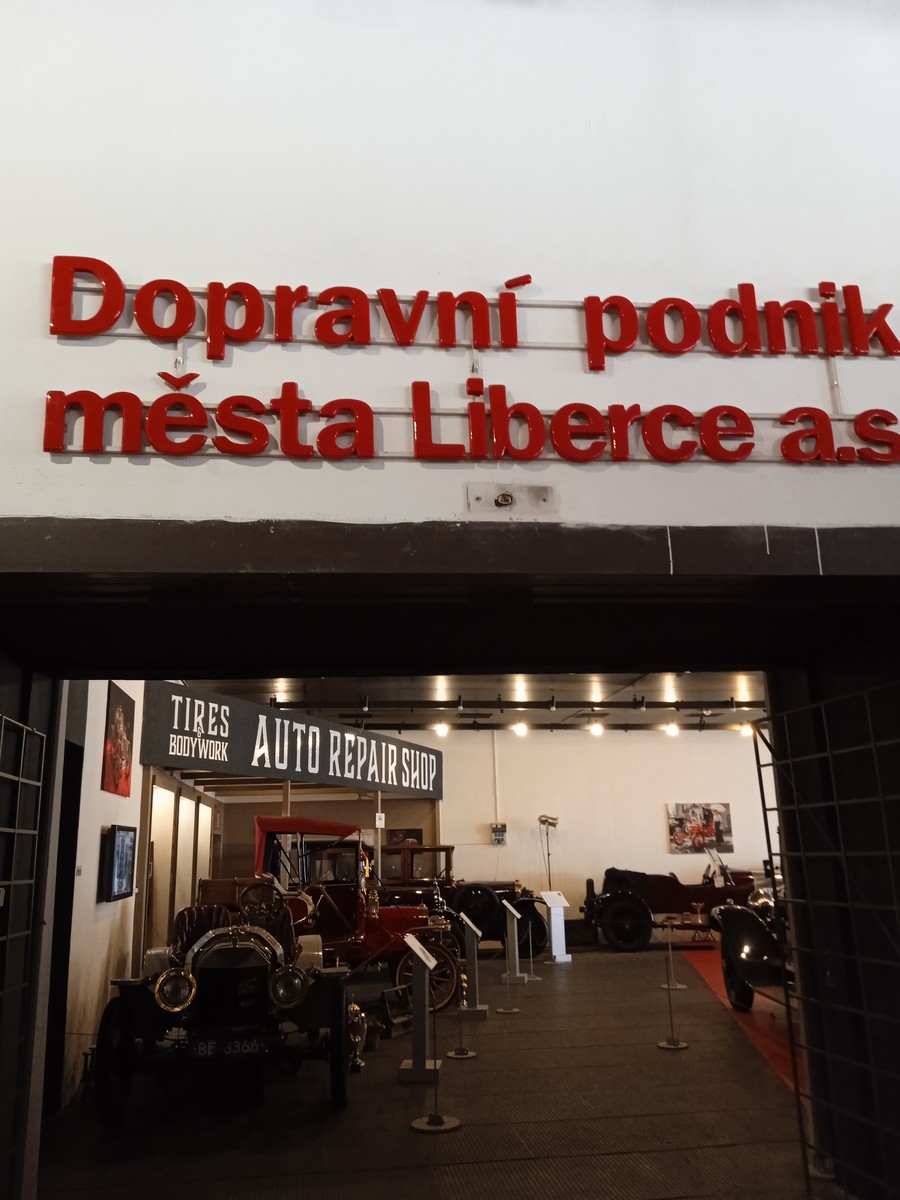 Dopravní podnik
města Liberce a.s
TIRES
&
BODYWORK
AUTO REPAIR SHOP